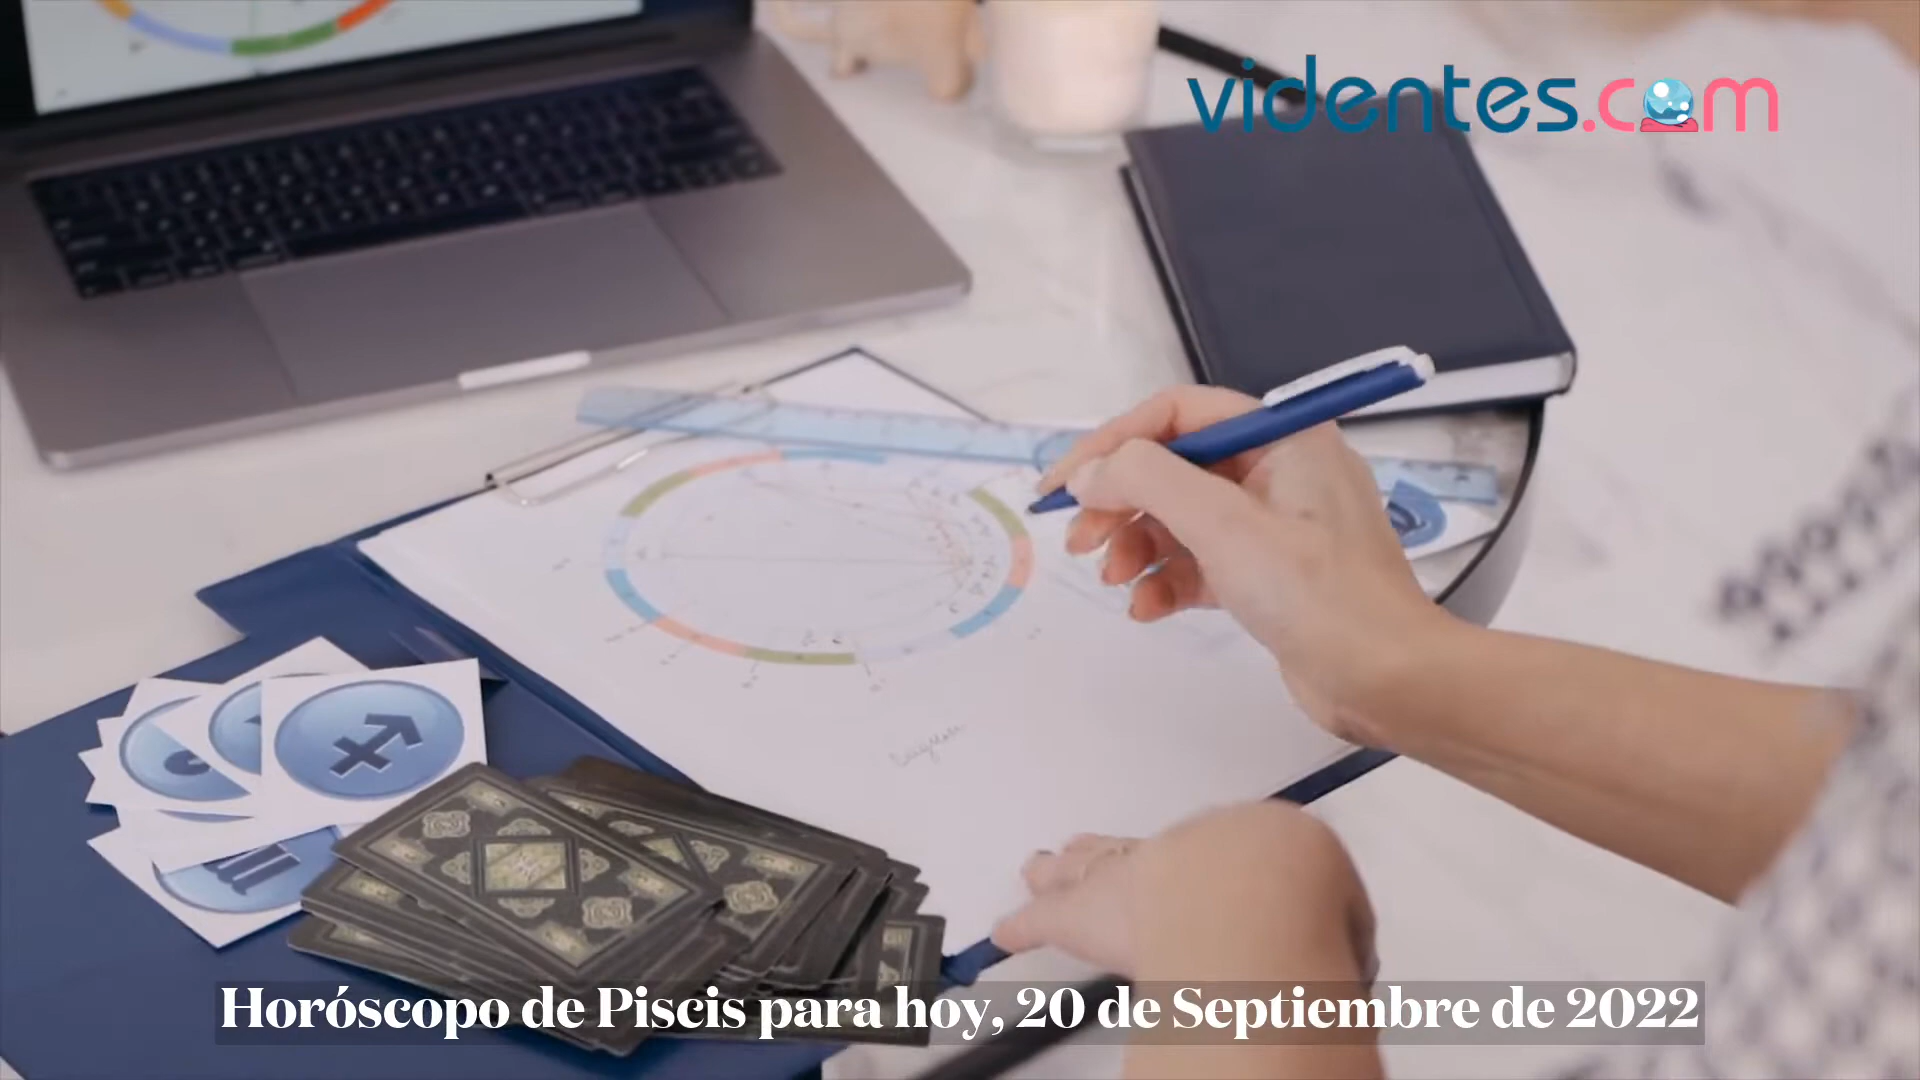 videntes.com
Horóscopo de Piscis para hoy, 20 de Septiembre de 2022